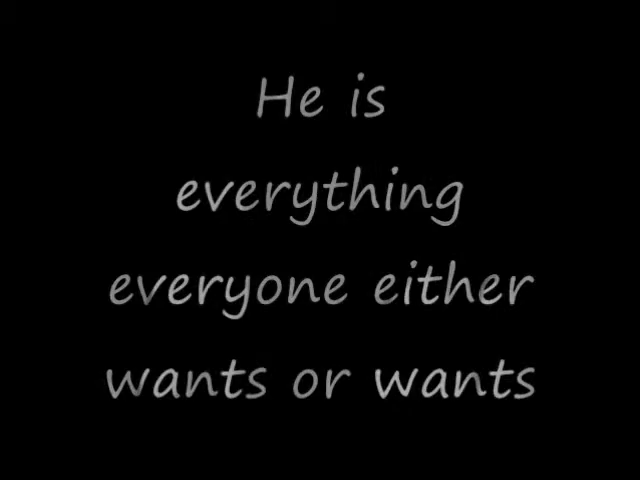 He is
everything
everyone either
wants or wants